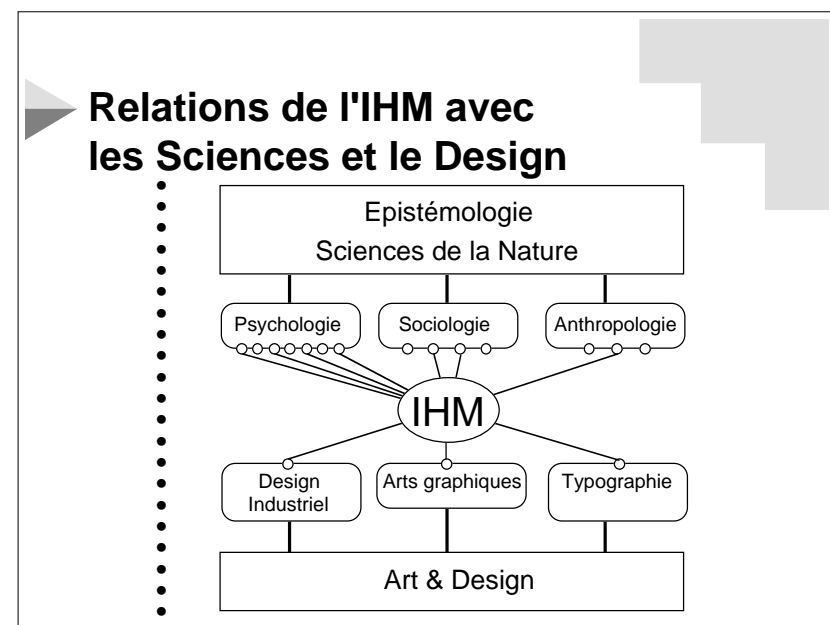 Relations de l'IHM avec
les Sciences et le Design
Epistémologie
Sciences de la Nature
Psychologie
Sociologie
Anthropologie
IHM
Design
Industriel
Arts graphiques
Typographie
Art & Design